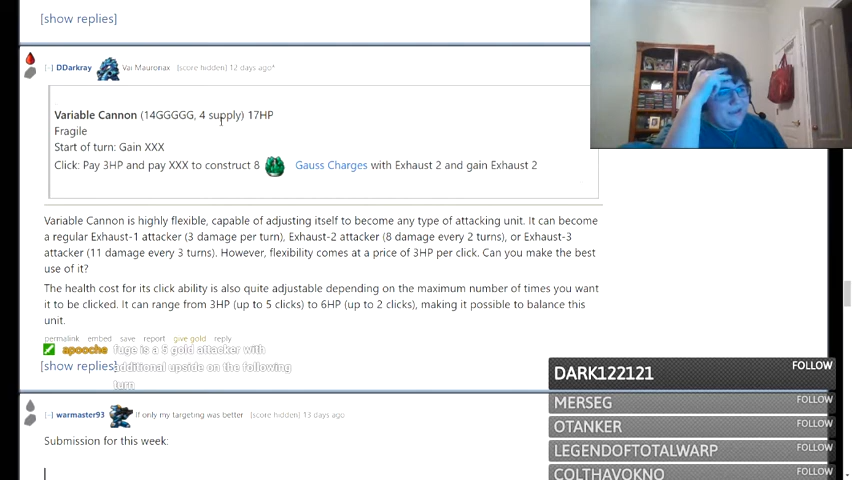 [show replies]
[-] DDarkray Vai Mauronax [score hidden] 12 days ago*
Variable Cannon (14GGGGG, 4 supply) 17HP
Fragile
Start of turn: Gain XXX
Click: Pay 3HP and pay XXX to construct 8 Gauss Charges with Exhaust 2 and gain Exhaust 2
Variable Cannon is highly flexible, capable of adjusting itself to become any type of attacking unit. It can become
a regular Exhaust-1 attacker (3 damage per turn), Exhaust-2 attacker (8 damage every 2 turns), or Exhaust-3
attacker (11 damage every 3 turns). However, flexibility comes at a price of 3HP per click. Can you make the best
use of it?
The health cost for its click ability is also quite adjustable depending on the maximum number of times you want
it to be clicked. It can range from 3HP (up to 5 clicks) to 6HP (up to 2 clicks), making it possible to balance this
unit.
permalink embed save report give gold reply
apooche fuge is a 5 gold attacker with
additional upside on the following
turn
[show replies]
[-] warmaster93 If only my targeting was better [score hidden] 13 days ago
Submission for this week:
DARK122121 FOLLOW
MERSEG FOLLOW
OTANKER FOLLOW
LEGENDOFTOTALWARP FOLLOW
COLTHAVOKNO FOLLOW